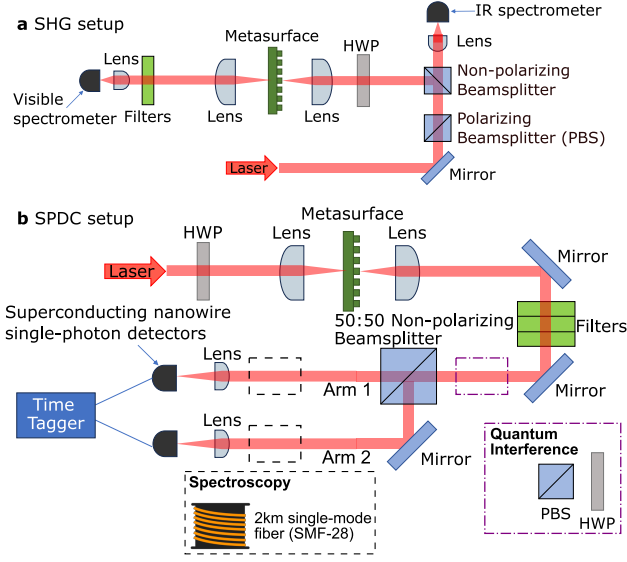 a SHG setup
IR spectrometer
Lens
Metasurface
HWP
Lens
Non-polarizing
Beamsplitter
Visible
spectrometer
Filters
Lens
Lens
Polarizing
Beamsplitter (PBS)
Laser
Mirror
b SPDC setup
Metasurface
HWP
Lens
Lens
Mirror
Laser
Superconducting nanowire
single-photon detectors
50:50 Non-polarizing
Beamsplitter
Filters
Lens
Arm 1
Mirror
Time
Tagger
Lens
Arm 2
Mirror
Quantum
Interference
Spectroscopy
2km single-mode
fiber (SMF-28)
PBS
HWP